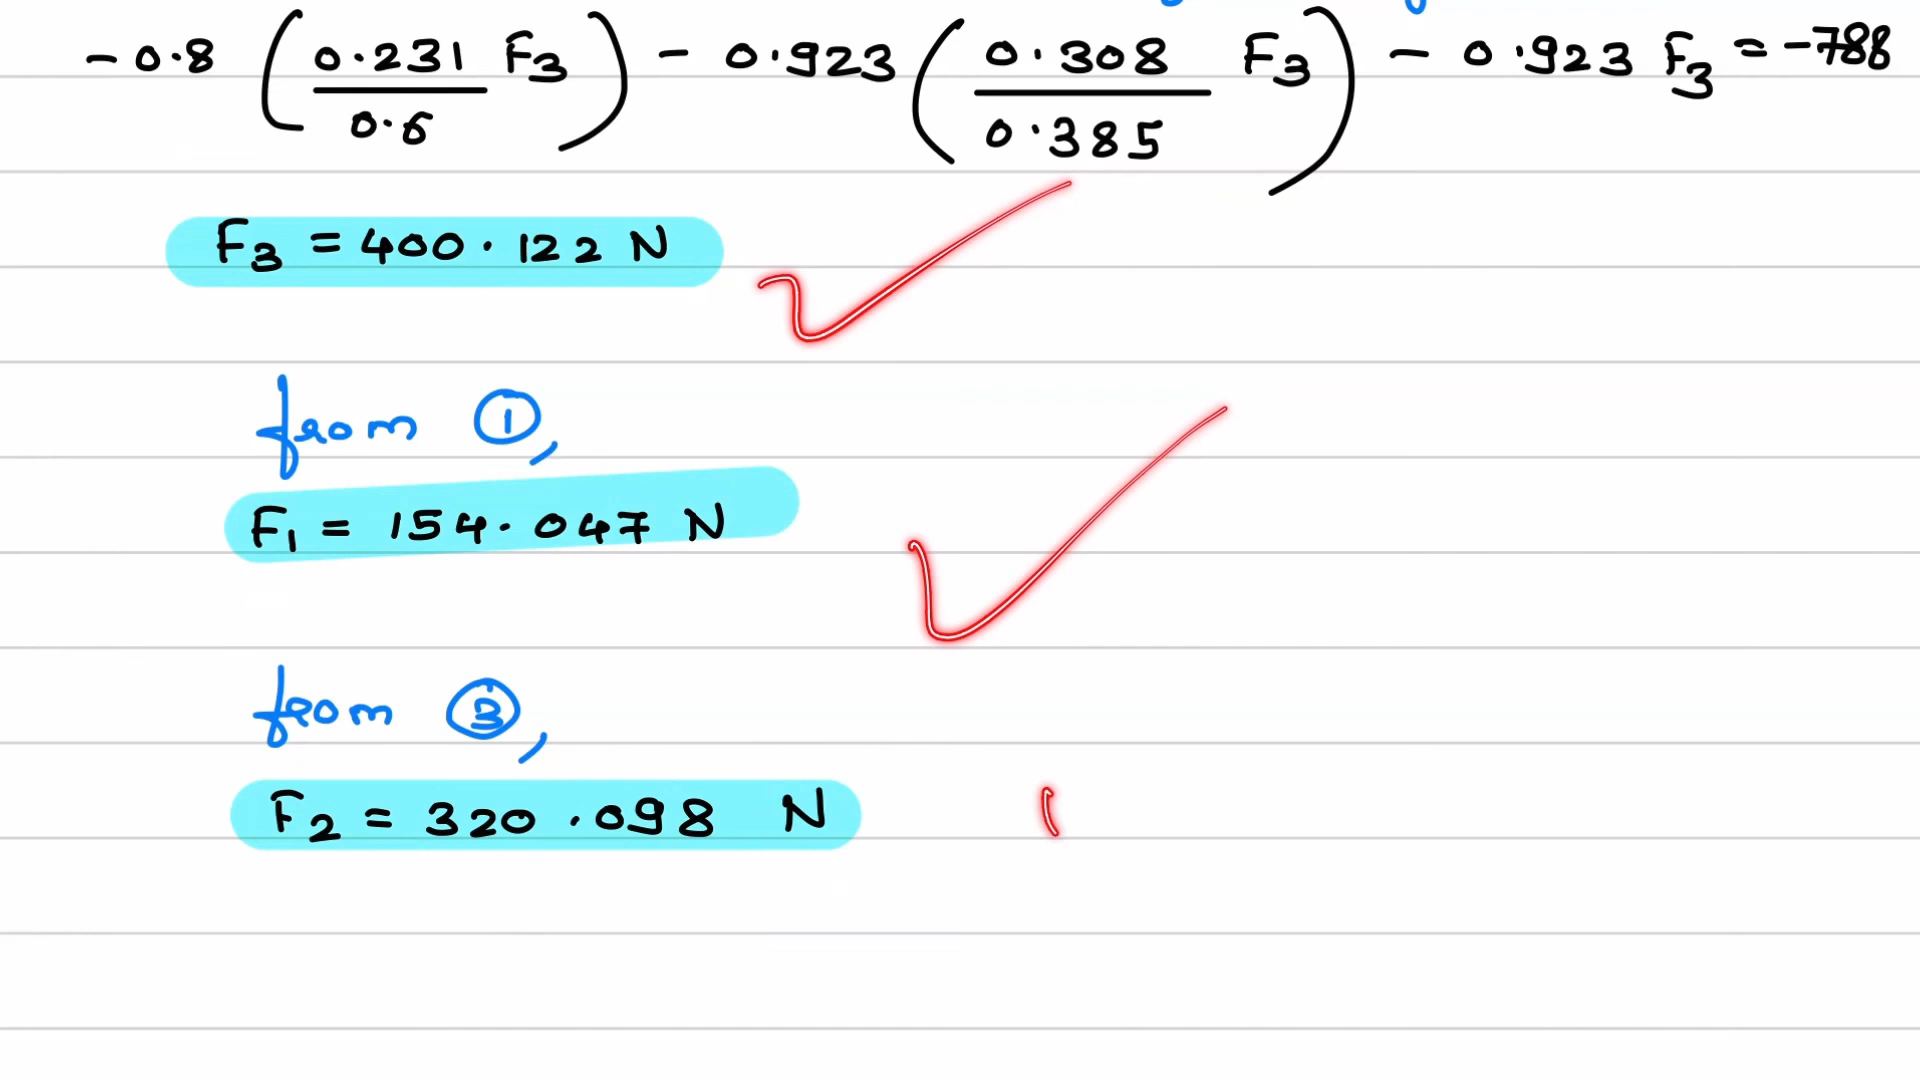 -0.8 (0.231 F₃ / 0.6) - 0.923 (0.308 F₃ / 0.385) - 0.923 F₃ = -788
F₃ = 400.122 N
from ①,
F₁ = 154.047 N
from ③,
F₂ = 320.098 N